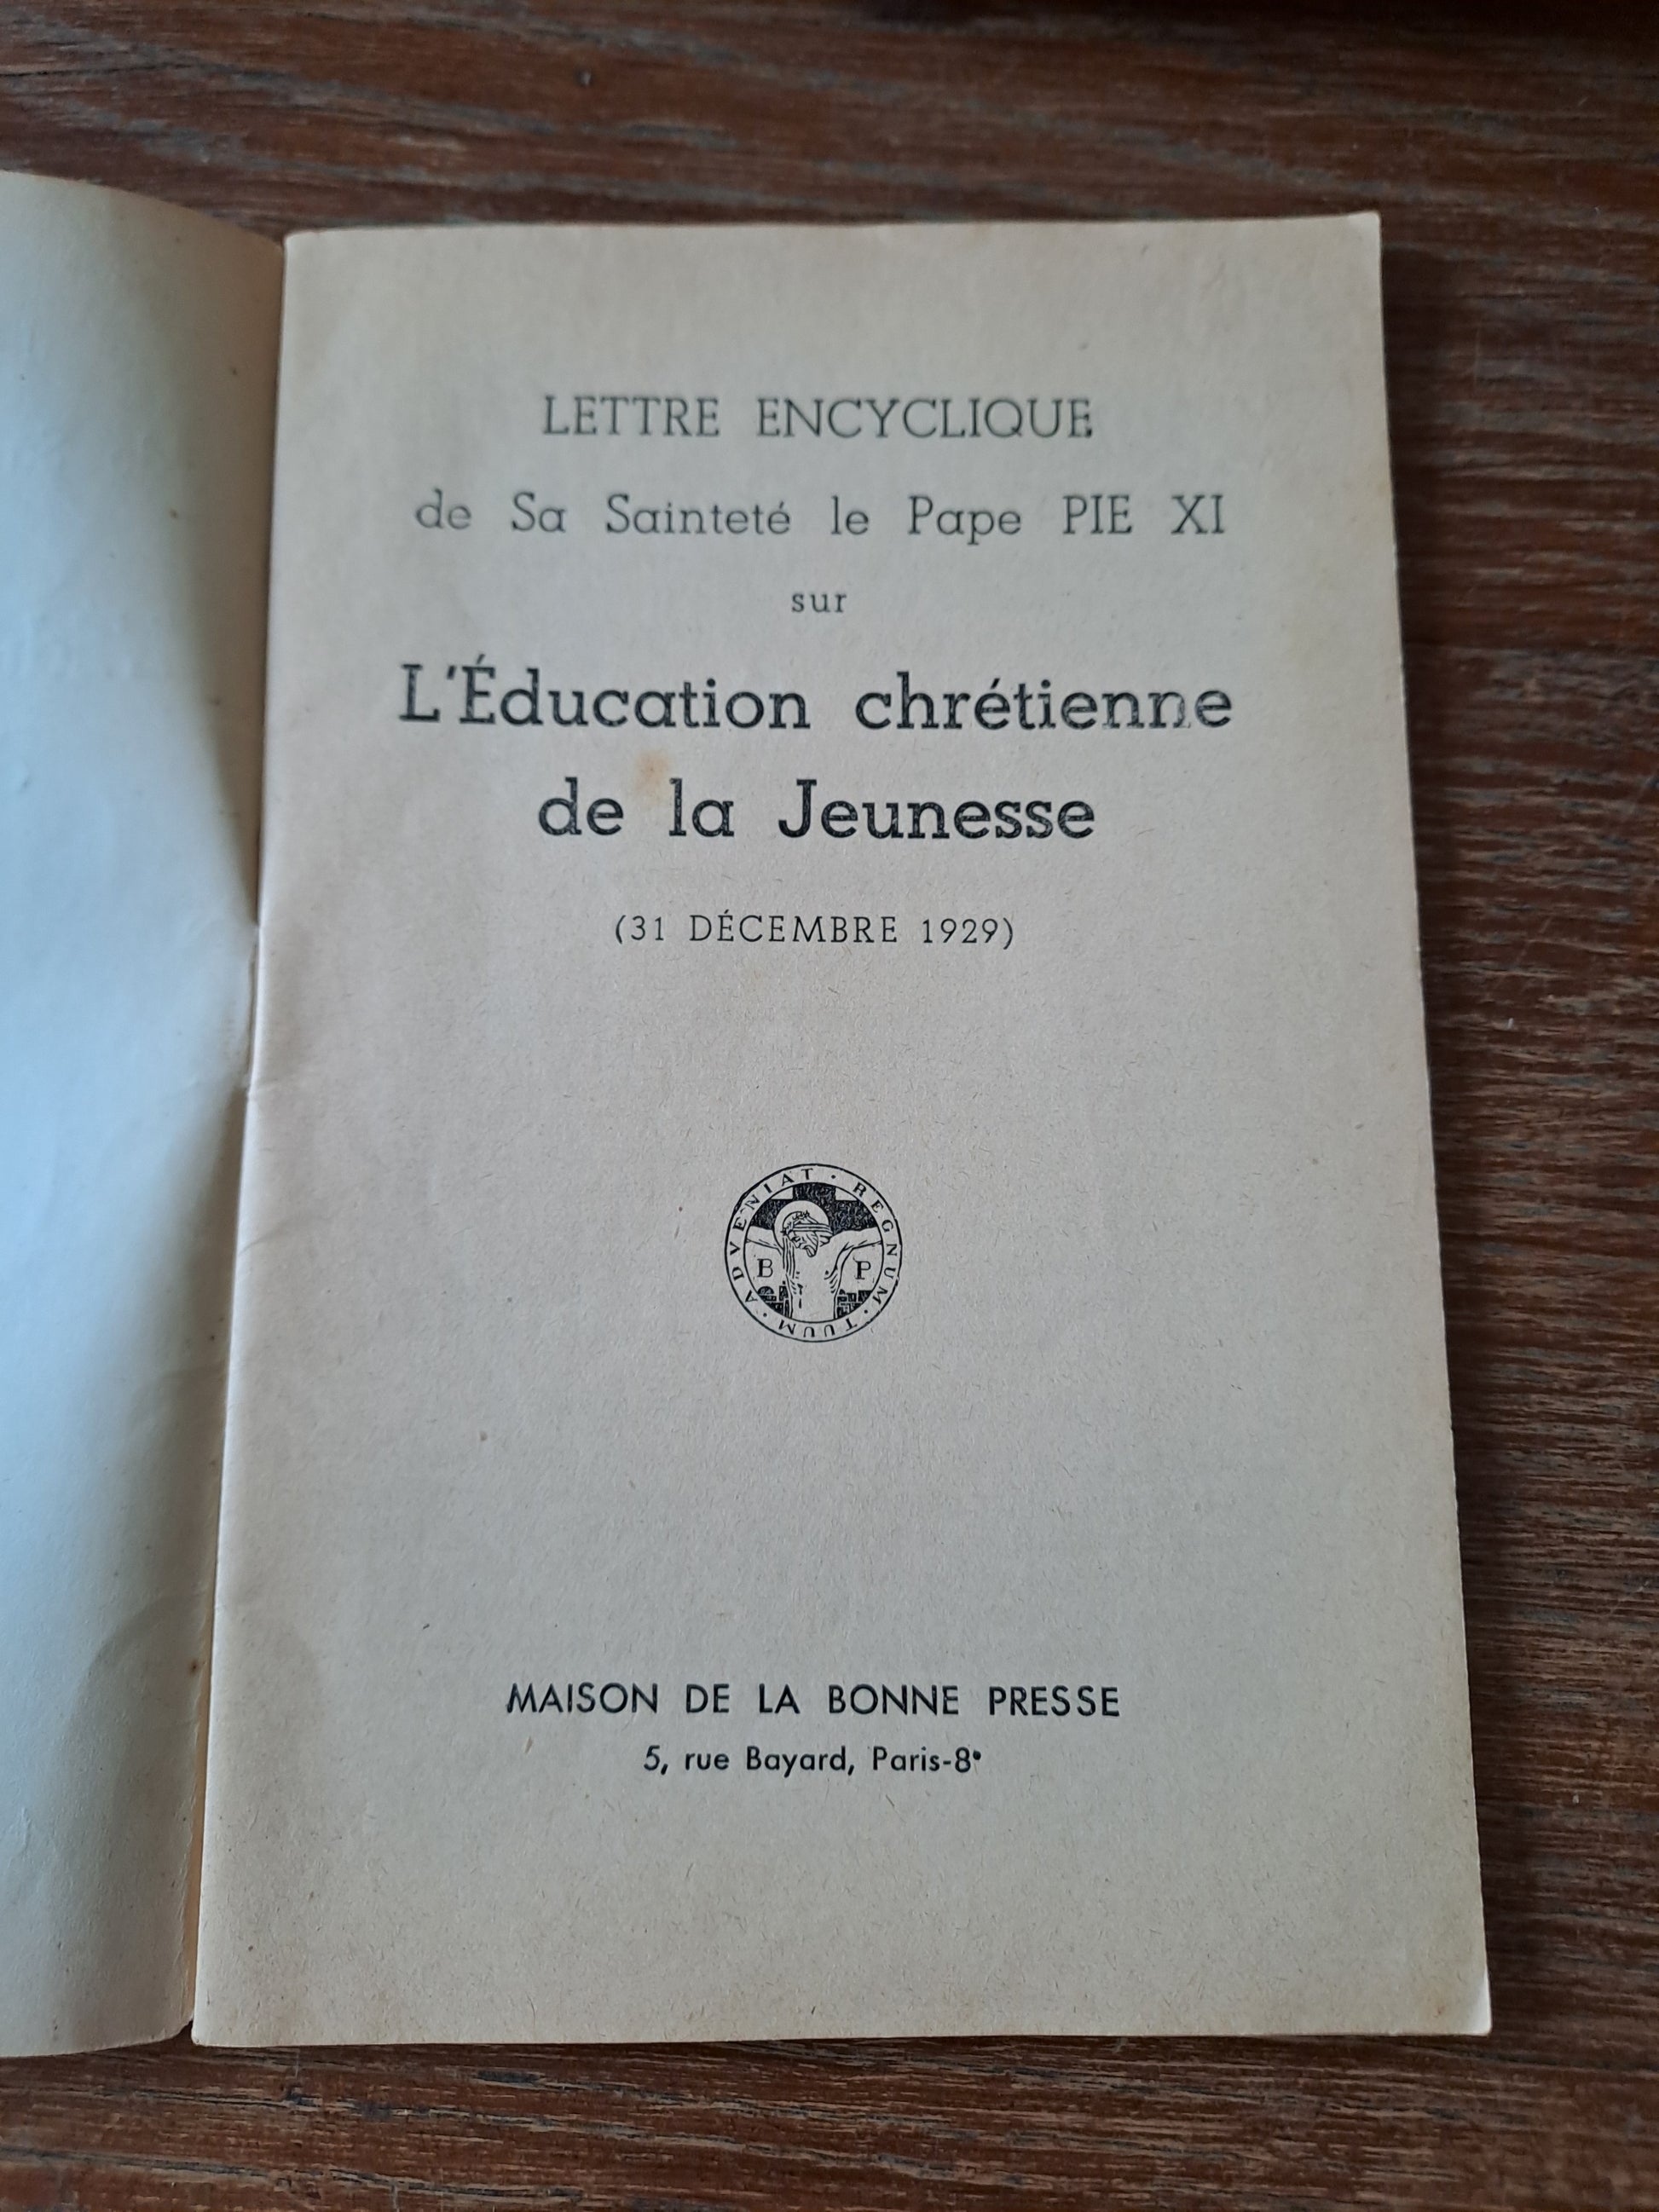 LETTRE ENCYCLIQUE
de Sa Sainteté le Pape PIE XI
sur
L'Éducation chrétienne
de la Jeunesse
(31 DÉCEMBRE 1929)
ADVENIAT · REGNUM · TUUM ·
B P
MAISON DE LA BONNE PRESSE
5, rue Bayard, Paris-8e